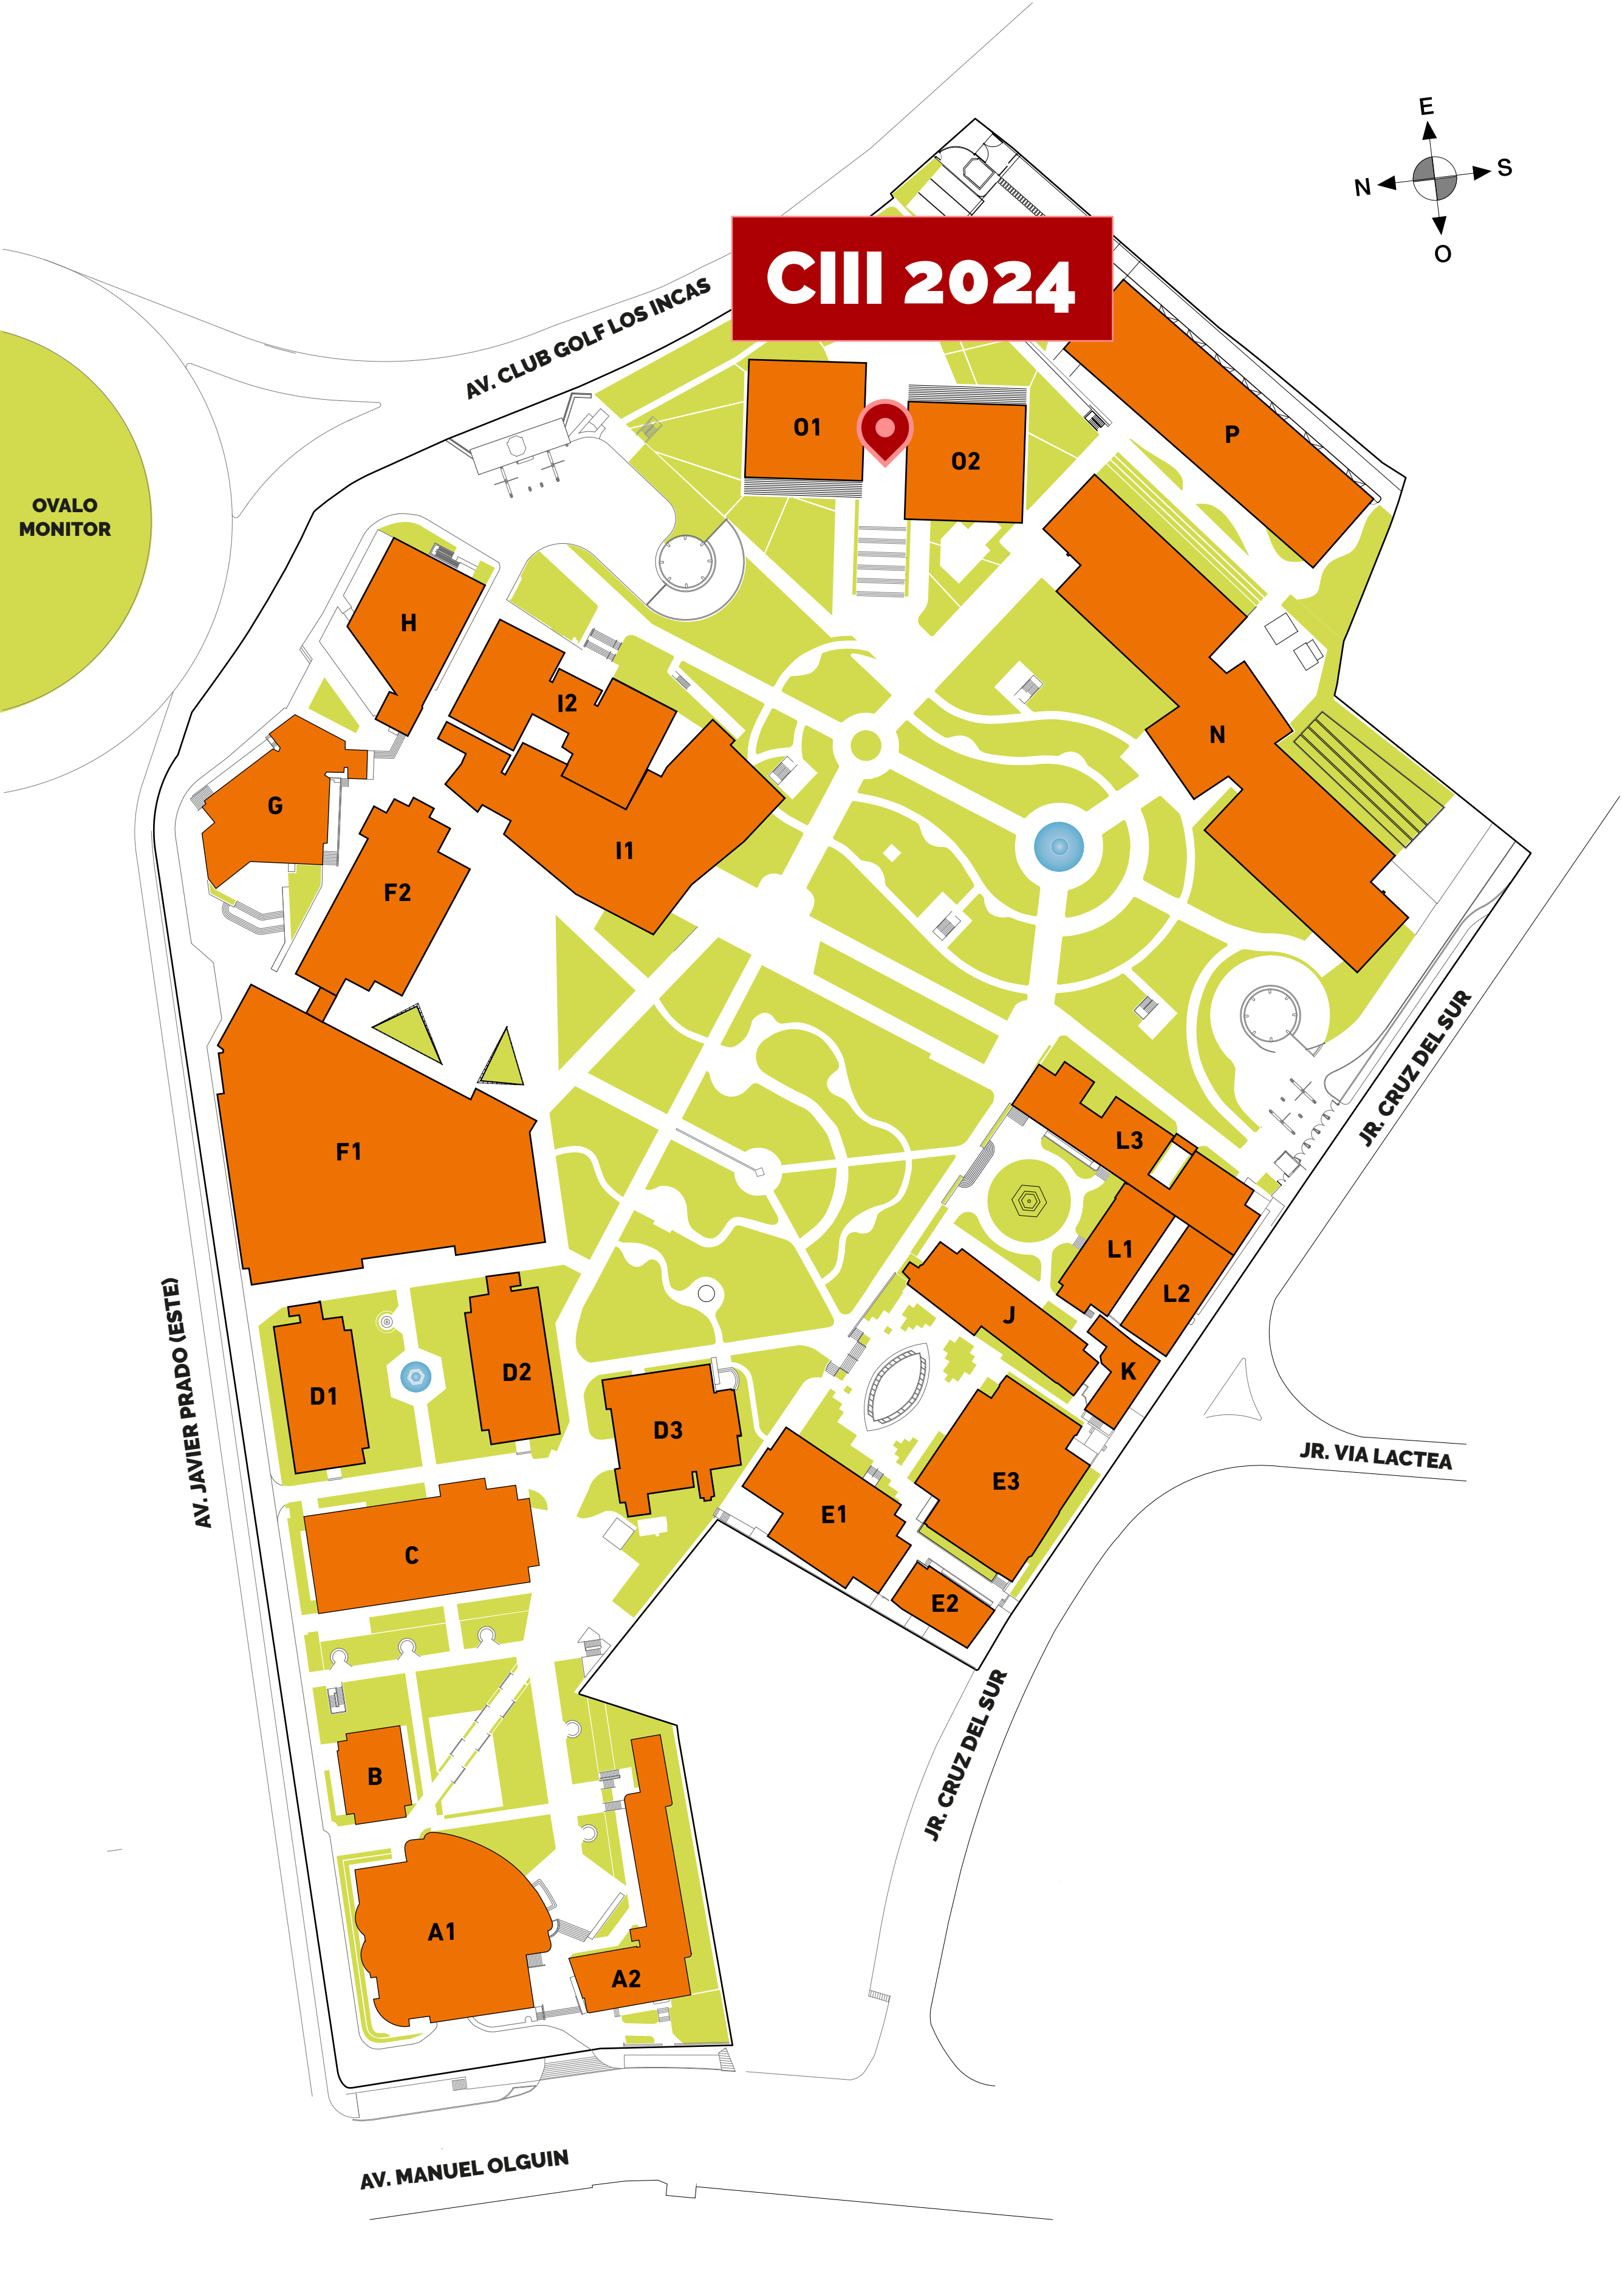 E
N
S
O
CIII 2024
AV. CLUB GOLF LOS INCAS
O1
O2
P
OVALO
MONITOR
H
I2
N
G
I1
F2
JR. CRUZ DEL SUR
F1
L3
L1
L2
J
K
AV. JAVIER PRADO (ESTE)
D1
D2
D3
JR. VIA LACTEA
E3
E1
C
E2
JR. CRUZ DEL SUR
B
A1
A2
AV. MANUEL OLGUIN